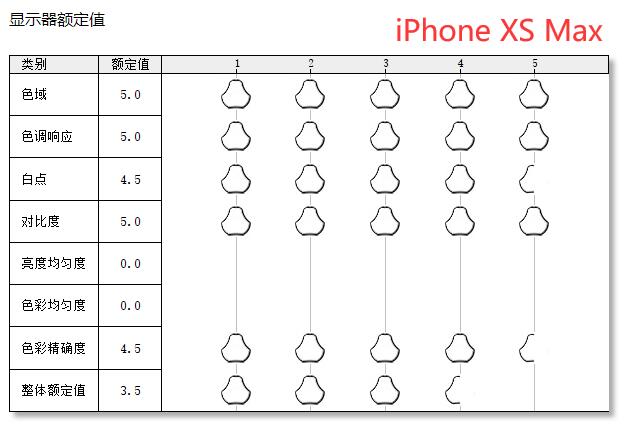 显示器额定值
iPhone XS Max
类别 额定值 1 2 3 4 5
色域 5.0
色调响应 5.0
白点 4.5
对比度 5.0
亮度均匀度 0.0
色彩均匀度 0.0
色彩精确度 4.5
整体额定值 3.5